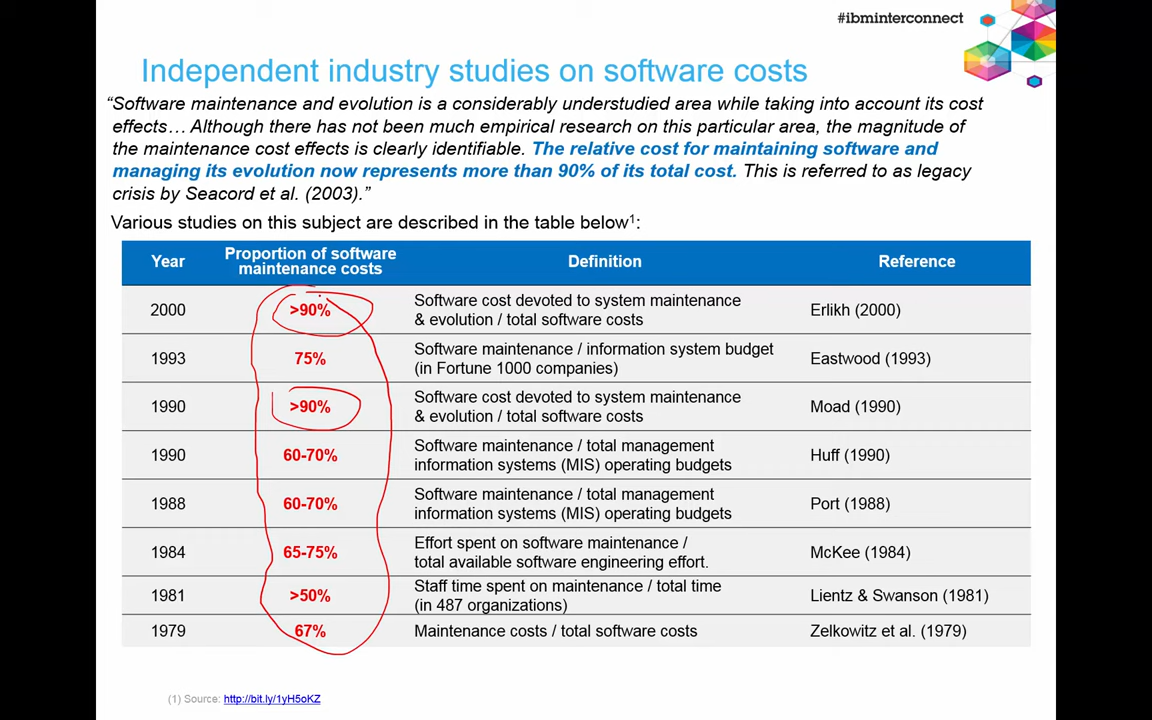 #ibminterconnect
Independent industry studies on software costs
“Software maintenance and evolution is a considerably understudied area while taking into account its cost
effects… Although there has not been much empirical research on this particular area, the magnitude of
the maintenance cost effects is clearly identifiable. The relative cost for maintaining software and
managing its evolution now represents more than 90% of its total cost. This is referred to as legacy
crisis by Seacord et al. (2003).”
Various studies on this subject are described in the table below1:
Year Proportion of software maintenance costs Definition Reference
2000 >90% Software cost devoted to system maintenance
& evolution / total software costs Erlikh (2000)
1993 75% Software maintenance / information system budget
(in Fortune 1000 companies) Eastwood (1993)
1990 >90% Software cost devoted to system maintenance
& evolution / total software costs Moad (1990)
1990 60-70% Software maintenance / total management
information systems (MIS) operating budgets Huff (1990)
1988 60-70% Software maintenance / total management
information systems (MIS) operating budgets Port (1988)
1984 65-75% Effort spent on software maintenance /
total available software engineering effort. McKee (1984)
1981 >50% Staff time spent on maintenance / total time
(in 487 organizations) Lientz & Swanson (1981)
1979 67% Maintenance costs / total software costs Zelkowitz et al. (1979)
(1) Source: http://bit.ly/1yH5oKZ